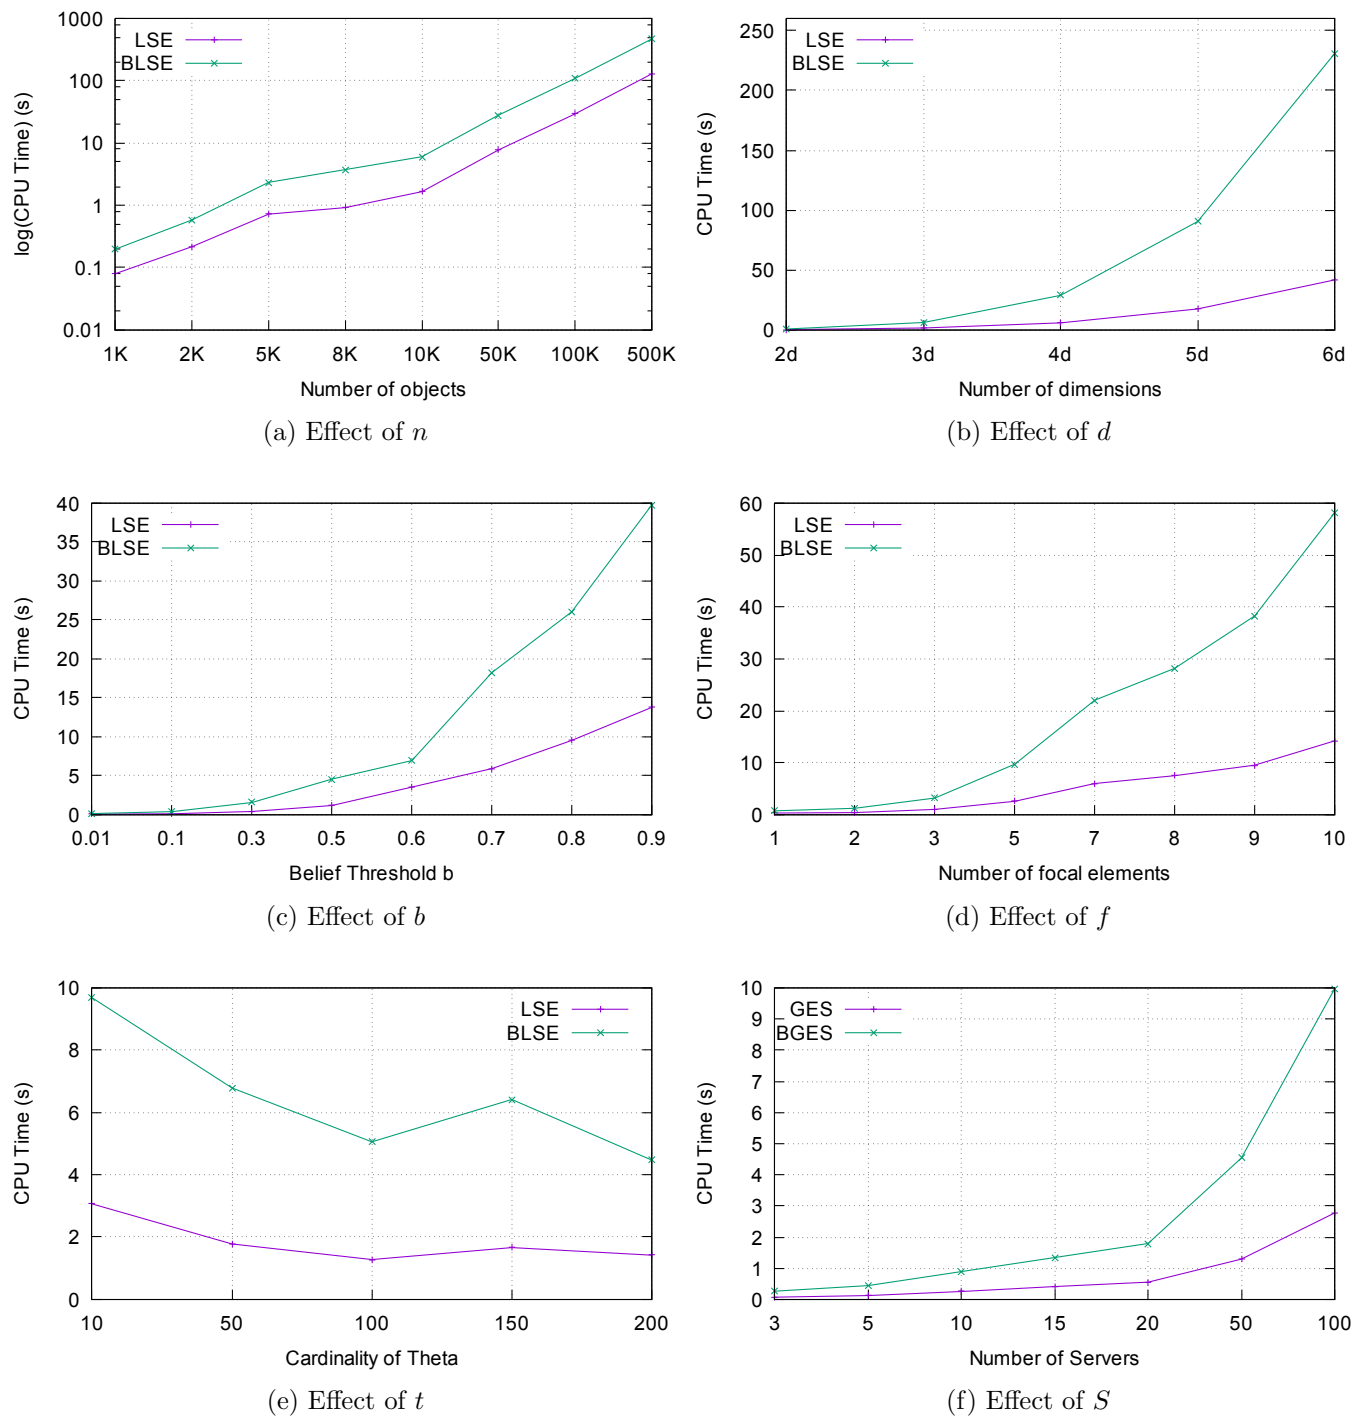 1000
100
10
1
0.1
0.01
log(CPU Time) (s)
LSE
BLSE
1K 2K 5K 8K 10K 50K 100K 500K
Number of objects
(a) Effect of n
250
200
150
100
50
0
CPU Time (s)
LSE
BLSE
2d 3d 4d 5d 6d
Number of dimensions
(b) Effect of d
40
35
30
25
20
15
10
5
0
CPU Time (s)
LSE
BLSE
0.01 0.1 0.3 0.5 0.6 0.7 0.8 0.9
Belief Threshold b
(c) Effect of b
60
50
40
30
20
10
0
CPU Time (s)
LSE
BLSE
1 2 3 5 7 8 9 10
Number of focal elements
(d) Effect of f
10
8
6
4
2
0
CPU Time (s)
LSE
BLSE
10 50 100 150 200
Cardinality of Theta
(e) Effect of t
10
9
8
7
6
5
4
3
2
1
0
CPU Time (s)
GES
BGES
3 5 10 15 20 50 100
Number of Servers
(f) Effect of S